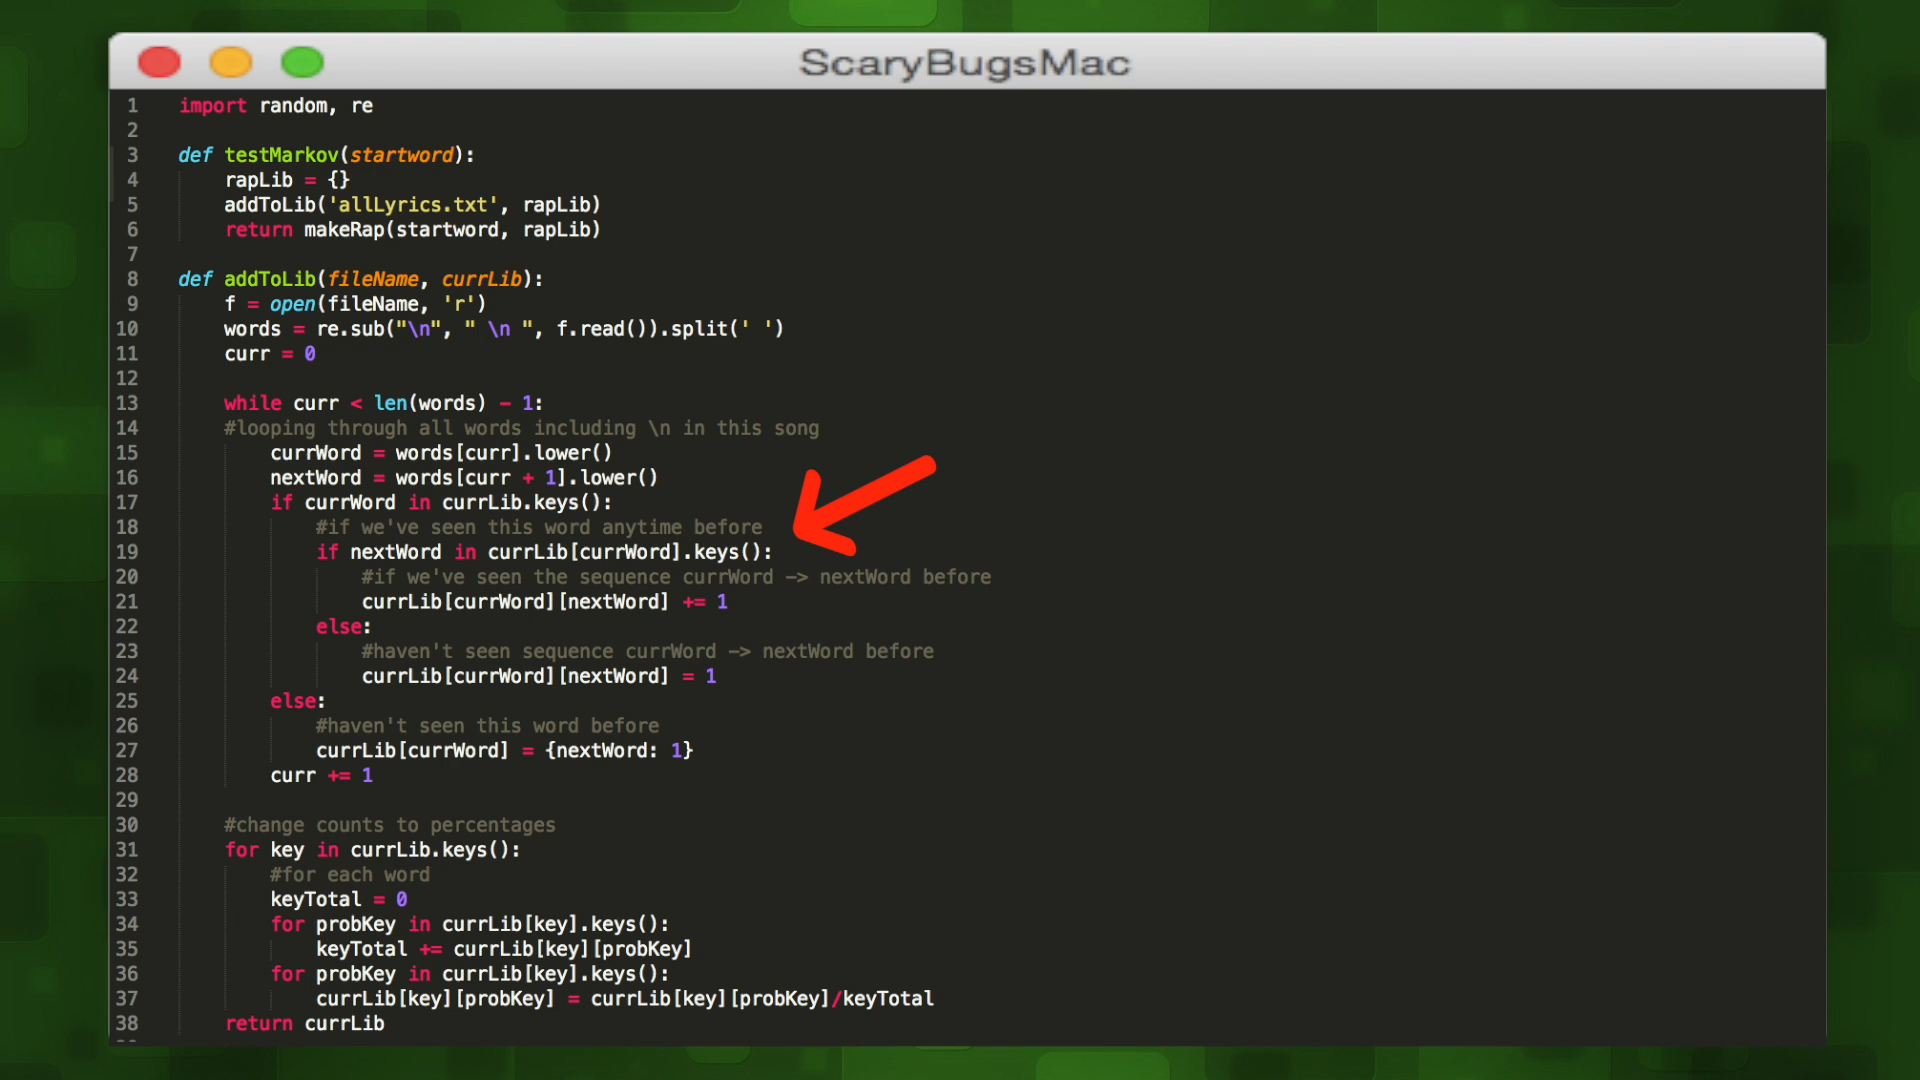 ScaryBugsMac
1 import random, re
2
3 def testMarkov(startword):
4 rapLib = {}
5 addToLib('allLyrics.txt', rapLib)
6 return makeRap(startword, rapLib)
7
8 def addToLib(fileName, currLib):
9 f = open(fileName, 'r')
10 words = re.sub("\n", " \n ", f.read()).split(' ')
11 curr = 0
12
13 while curr < len(words) - 1:
14 #looping through all words including \n in this song
15 currWord = words[curr].lower()
16 nextWord = words[curr + 1].lower()
17 if currWord in currLib.keys():
18 #if we've seen this word anytime before
19 if nextWord in currLib[currWord].keys():
20 #if we've seen the sequence currWord -> nextWord before
21 currLib[currWord][nextWord] += 1
22 else:
23 #haven't seen sequence currWord -> nextWord before
24 currLib[currWord][nextWord] = 1
25 else:
26 #haven't seen this word before
27 currLib[currWord] = {nextWord: 1}
28 curr += 1
29
30 #change counts to percentages
31 for key in currLib.keys():
32 #for each word
33 keyTotal = 0
34 for probKey in currLib[key].keys():
35 keyTotal += currLib[key][probKey]
36 for probKey in currLib[key].keys():
37 currLib[key][probKey] = currLib[key][probKey]/keyTotal
38 return currLib